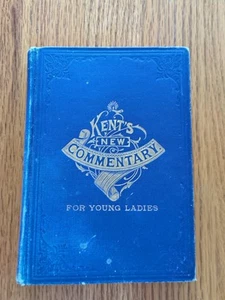 KENT'S
NEW
COMMENTARY.
FOR YOUNG LADIES